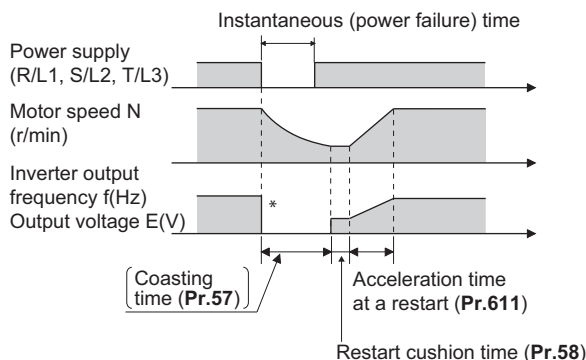 Instantaneous (power failure) time
Power supply
(R/L1, S/L2, T/L3)
Motor speed N
(r/min)
Inverter output
frequency f(Hz)
Output voltage E(V)
*
Coasting
time (Pr.57)
Acceleration time
at a restart (Pr.611)
Restart cushion time (Pr.58)